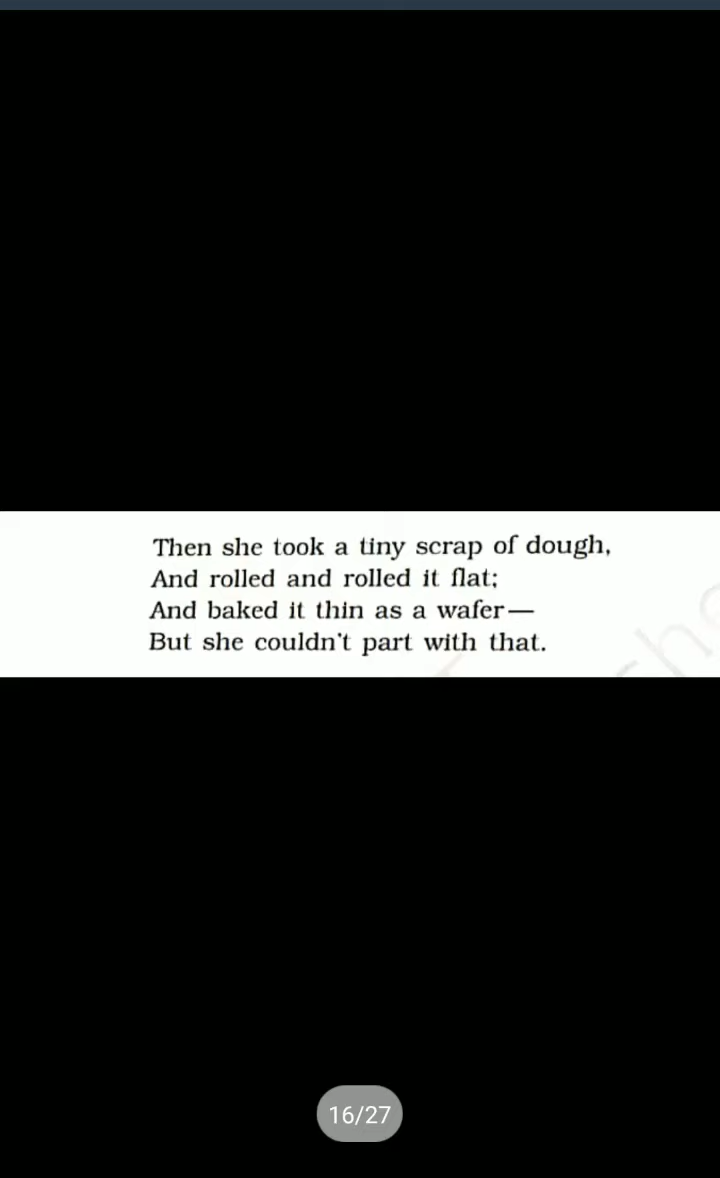 Then she took a tiny scrap of dough,
And rolled and rolled it flat;
And baked it thin as a wafer—
But she couldn't part with that.
16/27